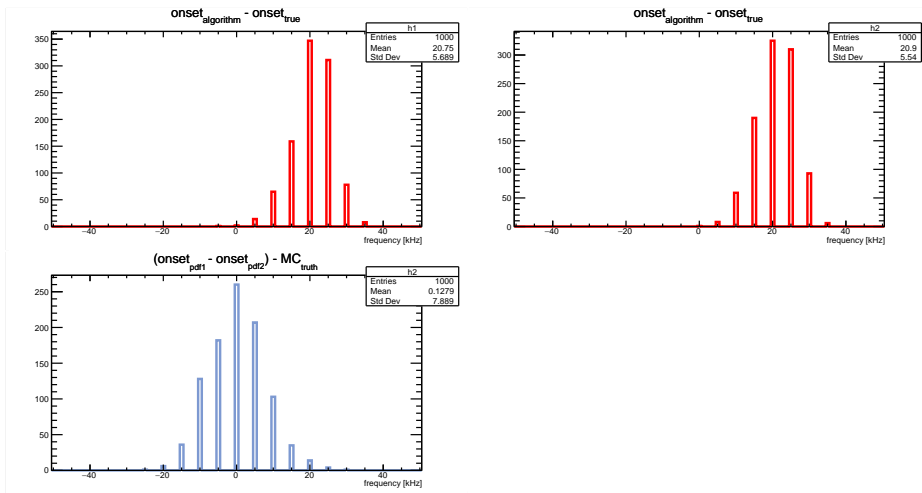 onset_algorithm - onset_true
h1
Entries 1000
Mean 20.75
Std Dev 5.689
350
300
250
200
150
100
50
0
−40 −20 0 20 40
frequency [kHz]
onset_algorithm - onset_true
h2
Entries 1000
Mean 20.9
Std Dev 5.54
300
250
200
150
100
50
0
−40 −20 0 20 40
frequency [kHz]
(onset_pdf1 - onset_pdf2) - MC_truth
h2
Entries 1000
Mean 0.1279
Std Dev 7.889
250
200
150
100
50
0
−40 −20 0 20 40
frequency [kHz]